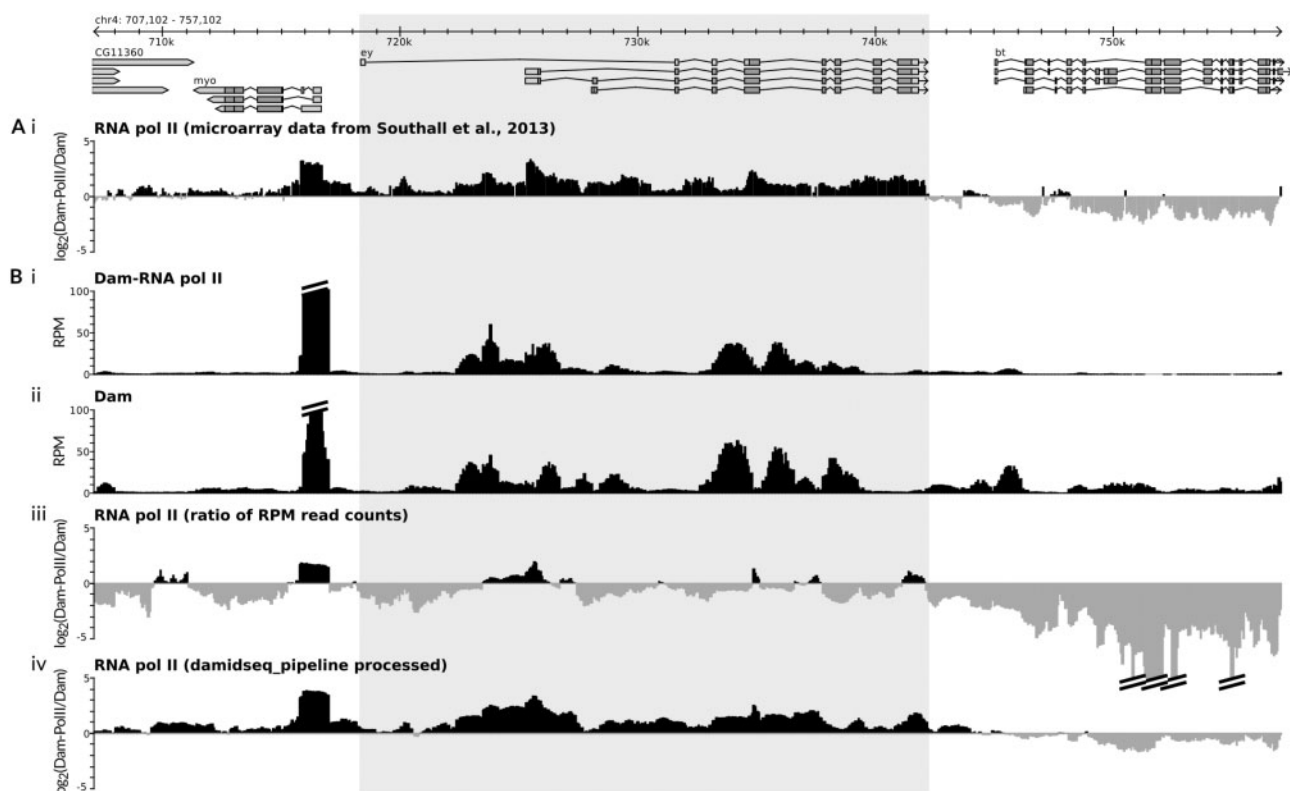 chr4: 707,102 - 757,102
710k 720k 730k 740k 750k
CG11360
myo
ey
bt
A i RNA pol II (microarray data from Southall et al., 2013)
log2(Dam-PolII/Dam)
5
0
-5
B i Dam-RNA pol II
RPM
100
50
0
ii Dam
RPM
100
50
0
iii RNA pol II (ratio of RPM read counts)
log2(Dam-PolII/Dam)
5
0
-5
iv RNA pol II (damidseq_pipeline processed)
log2(Dam-PolII/Dam)
5
0
-5